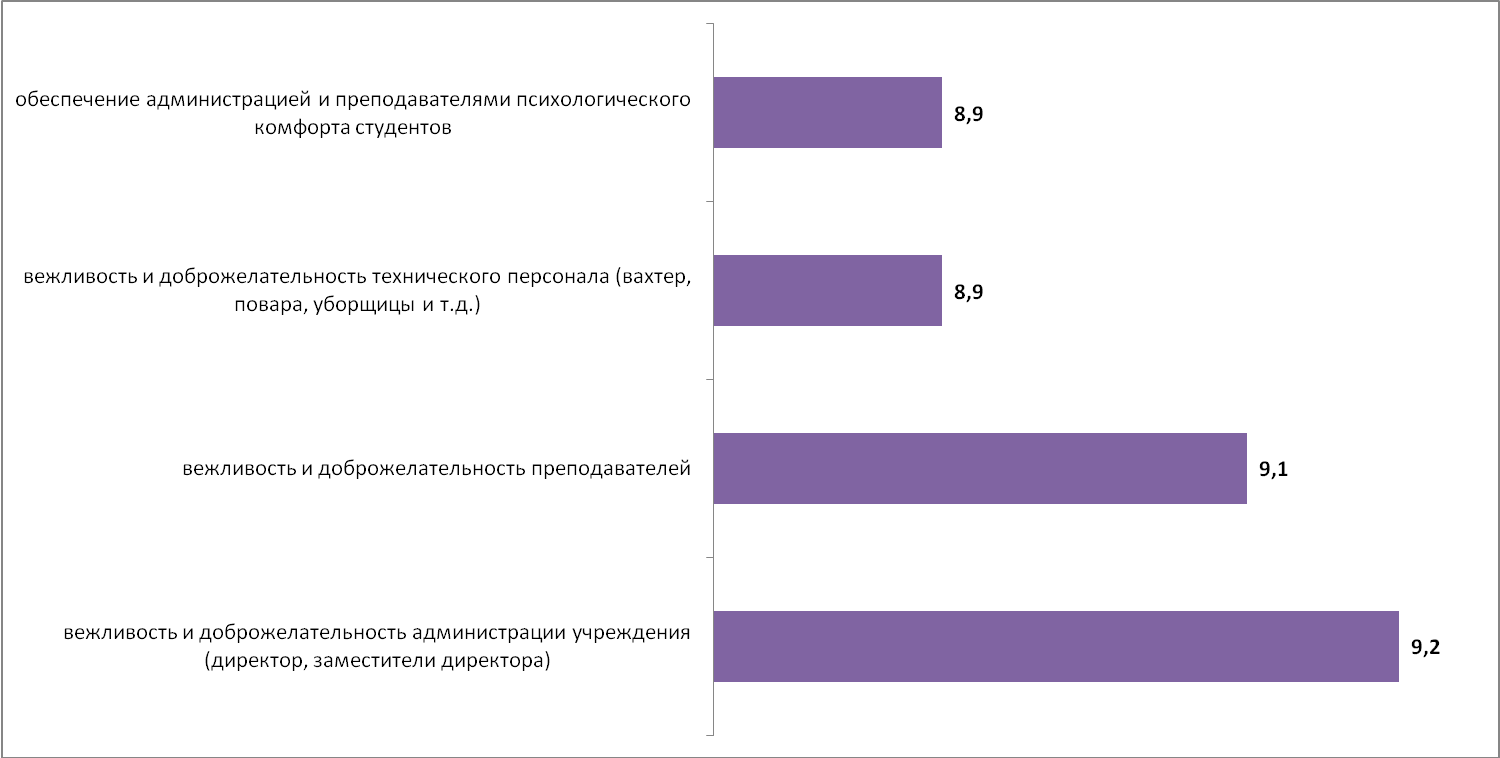 обеспечение администрацией и преподавателями психологического
комфорта студентов
8,9
вежливость и доброжелательность технического персонала (вахтер,
повара, уборщицы и т.д.)
8,9
вежливость и доброжелательность преподавателей
9,1
вежливость и доброжелательность администрации учреждения
(директор, заместители директора)
9,2